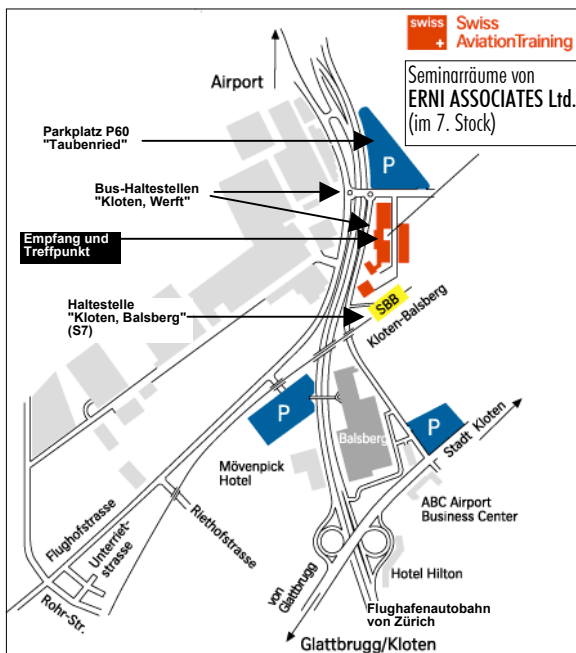 swiss
Swiss
AviationTraining
Seminarräume von
ERNI ASSOCIATES Ltd.
(im 7. Stock)
Airport
Parkplatz P60
"Taubenried"
P
Bus-Haltestellen
"Kloten, Werft"
Empfang und
Treffpunkt
Haltestelle
"Kloten, Balsberg"
(S7)
SBB
Kloten-Balsberg
P
P
Balsberg
Stadt Kloten
Mövenpick
Hotel
ABC Airport
Business Center
Flughofstrasse
Unterriet-
strasse
Riethofstrasse
Rohr-Str.
von
Glattbrugg
Hotel Hilton
Flughafenautobahn
von Zürich
Glattbrugg/Kloten